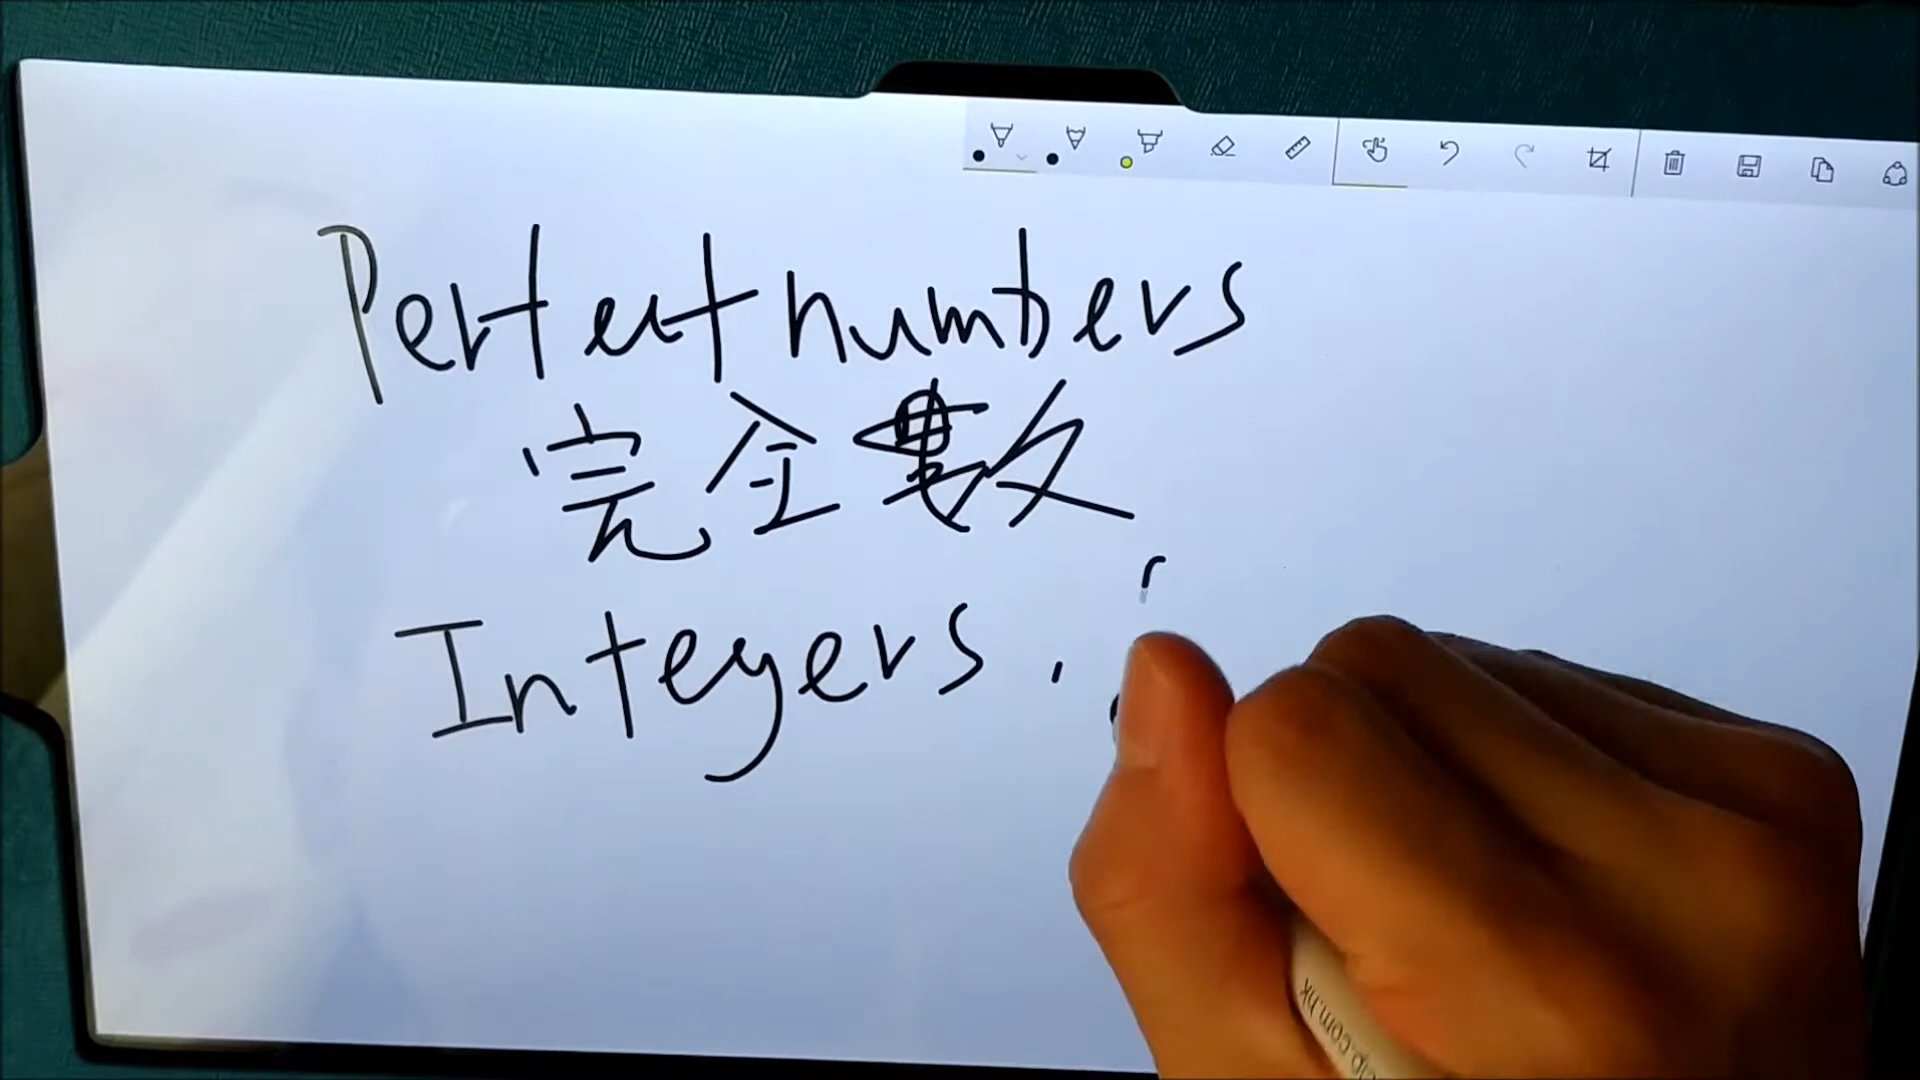 Perfect numbers
完全數
Integers.